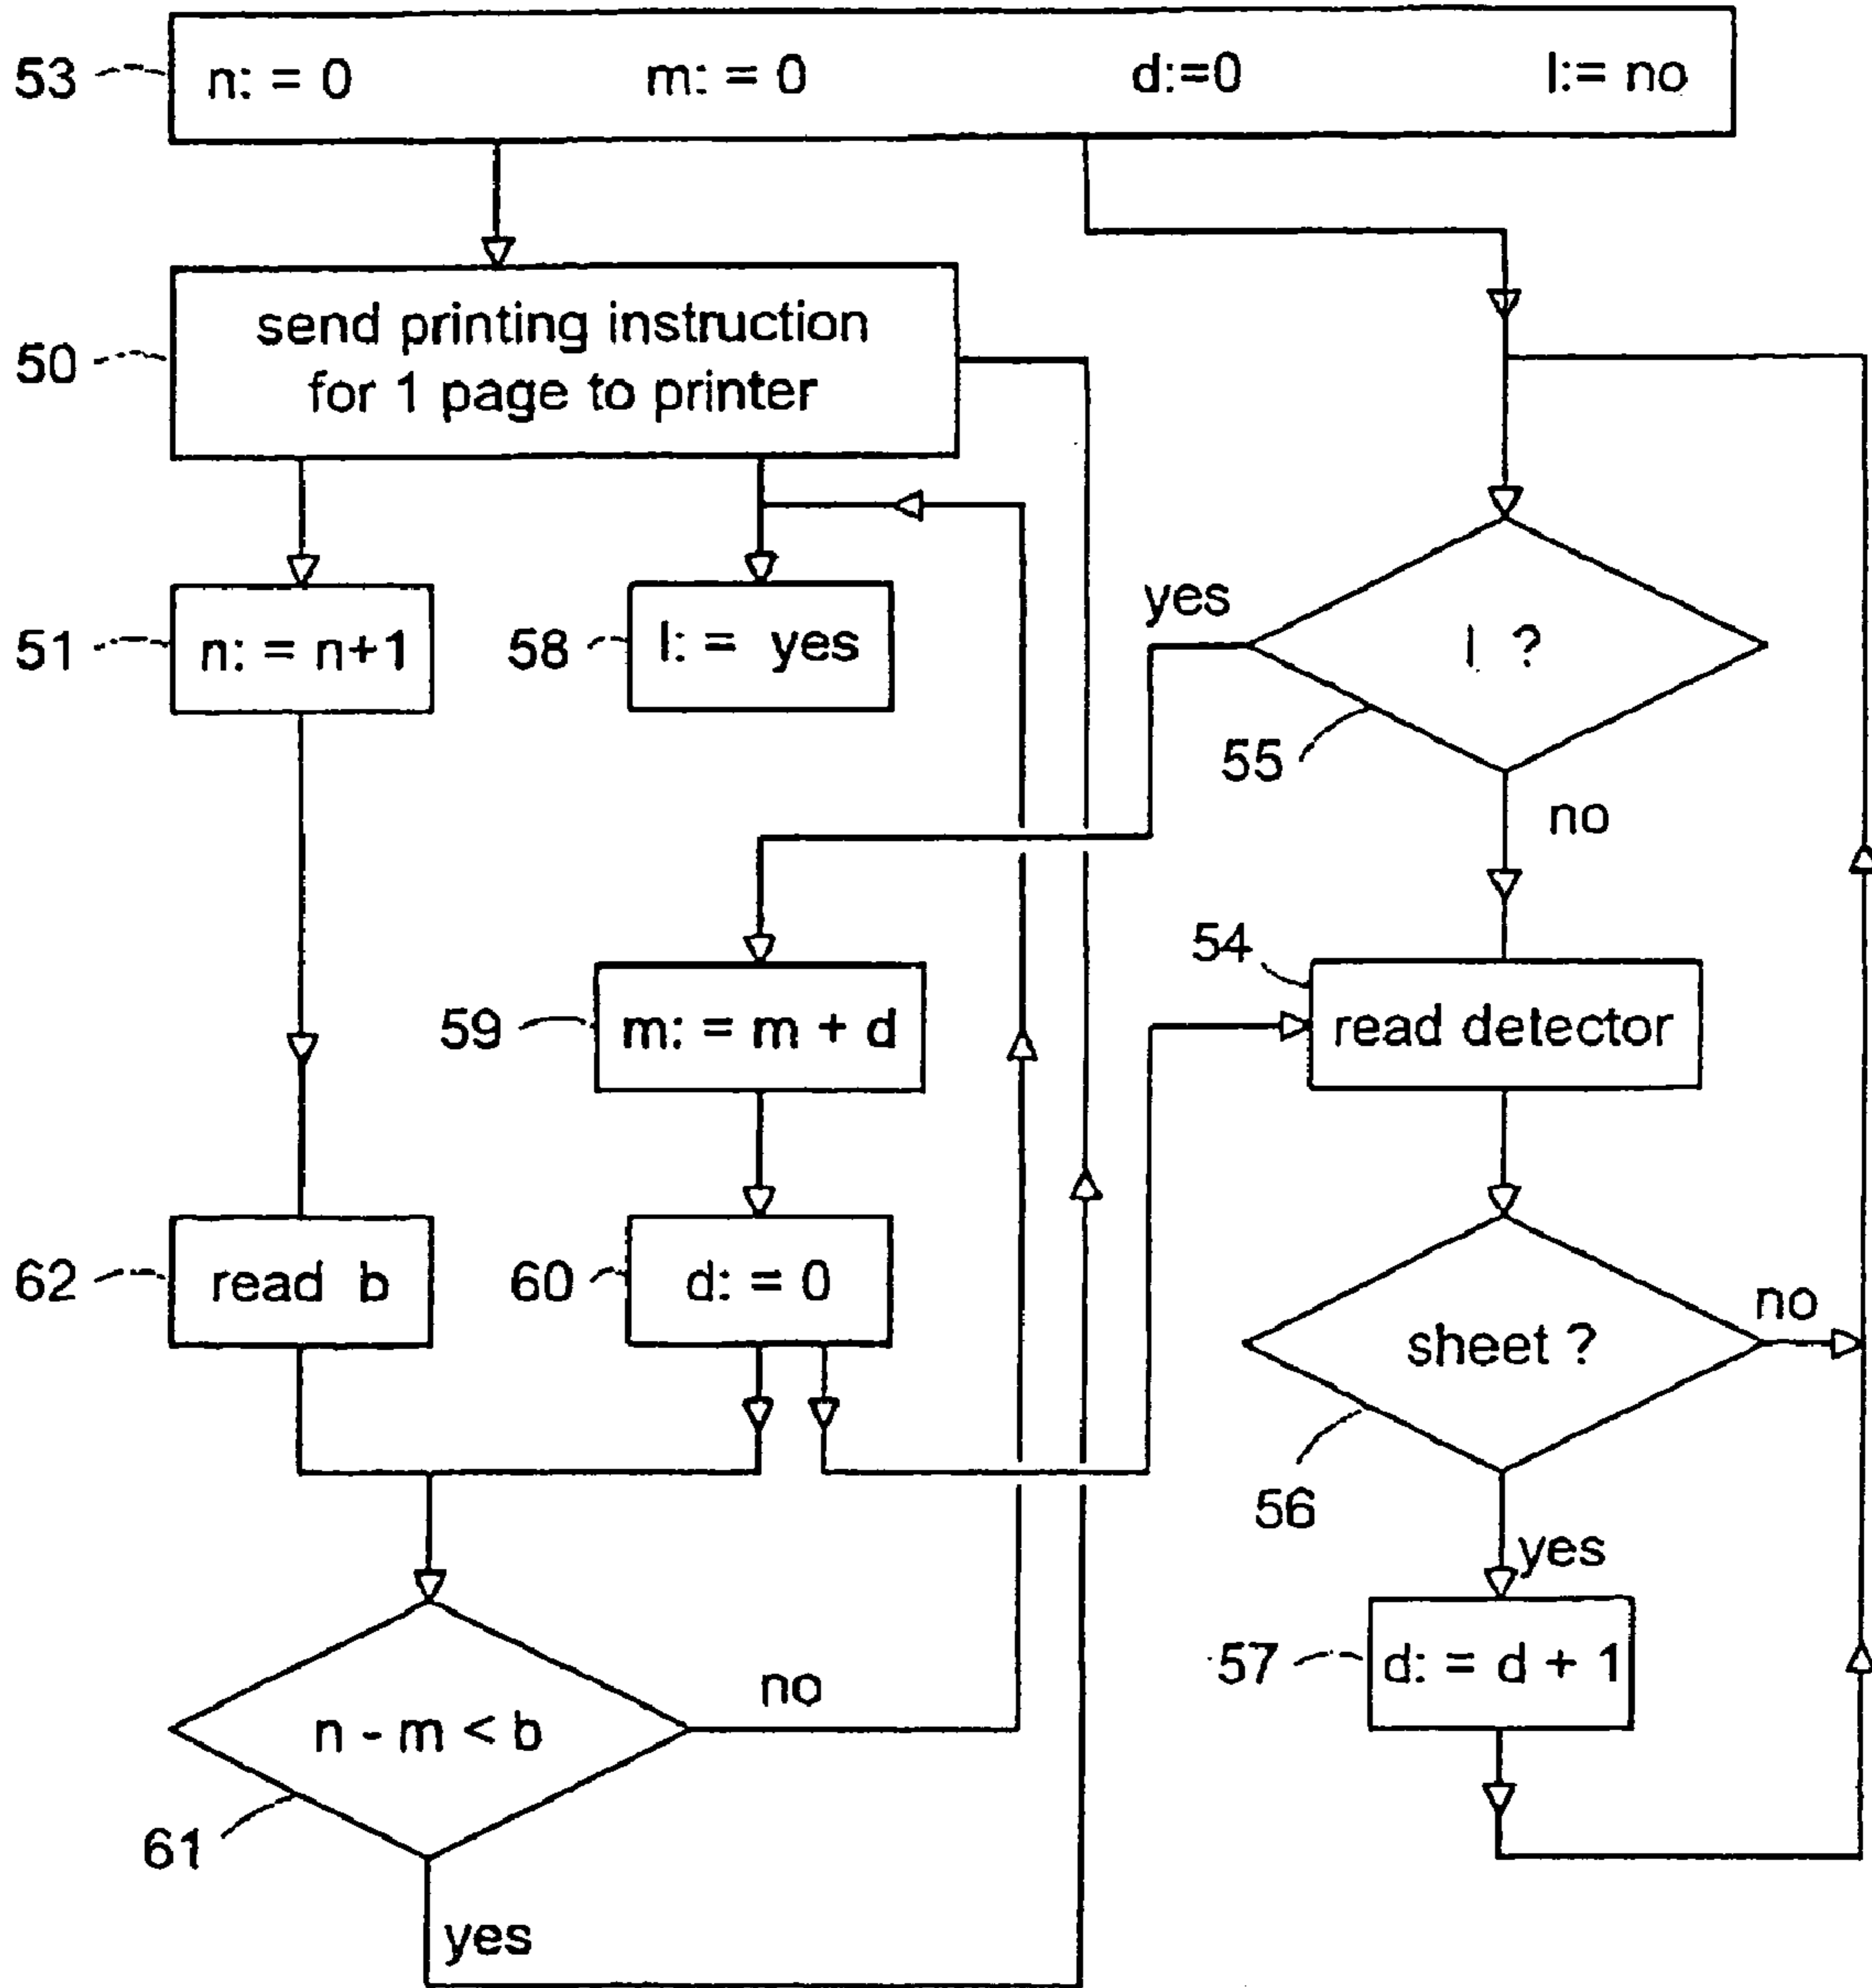 53
n: = 0 m: = 0 d:=0 l:= no
50
send printing instruction
for 1 page to printer
51
n: = n+1
58
l: = yes
yes
l ?
55
no
54
read detector
59
m: = m + d
62
read b
60
d: = 0
sheet ?
no
56
yes
57
d: = d + 1
n - m < b
no
61
yes